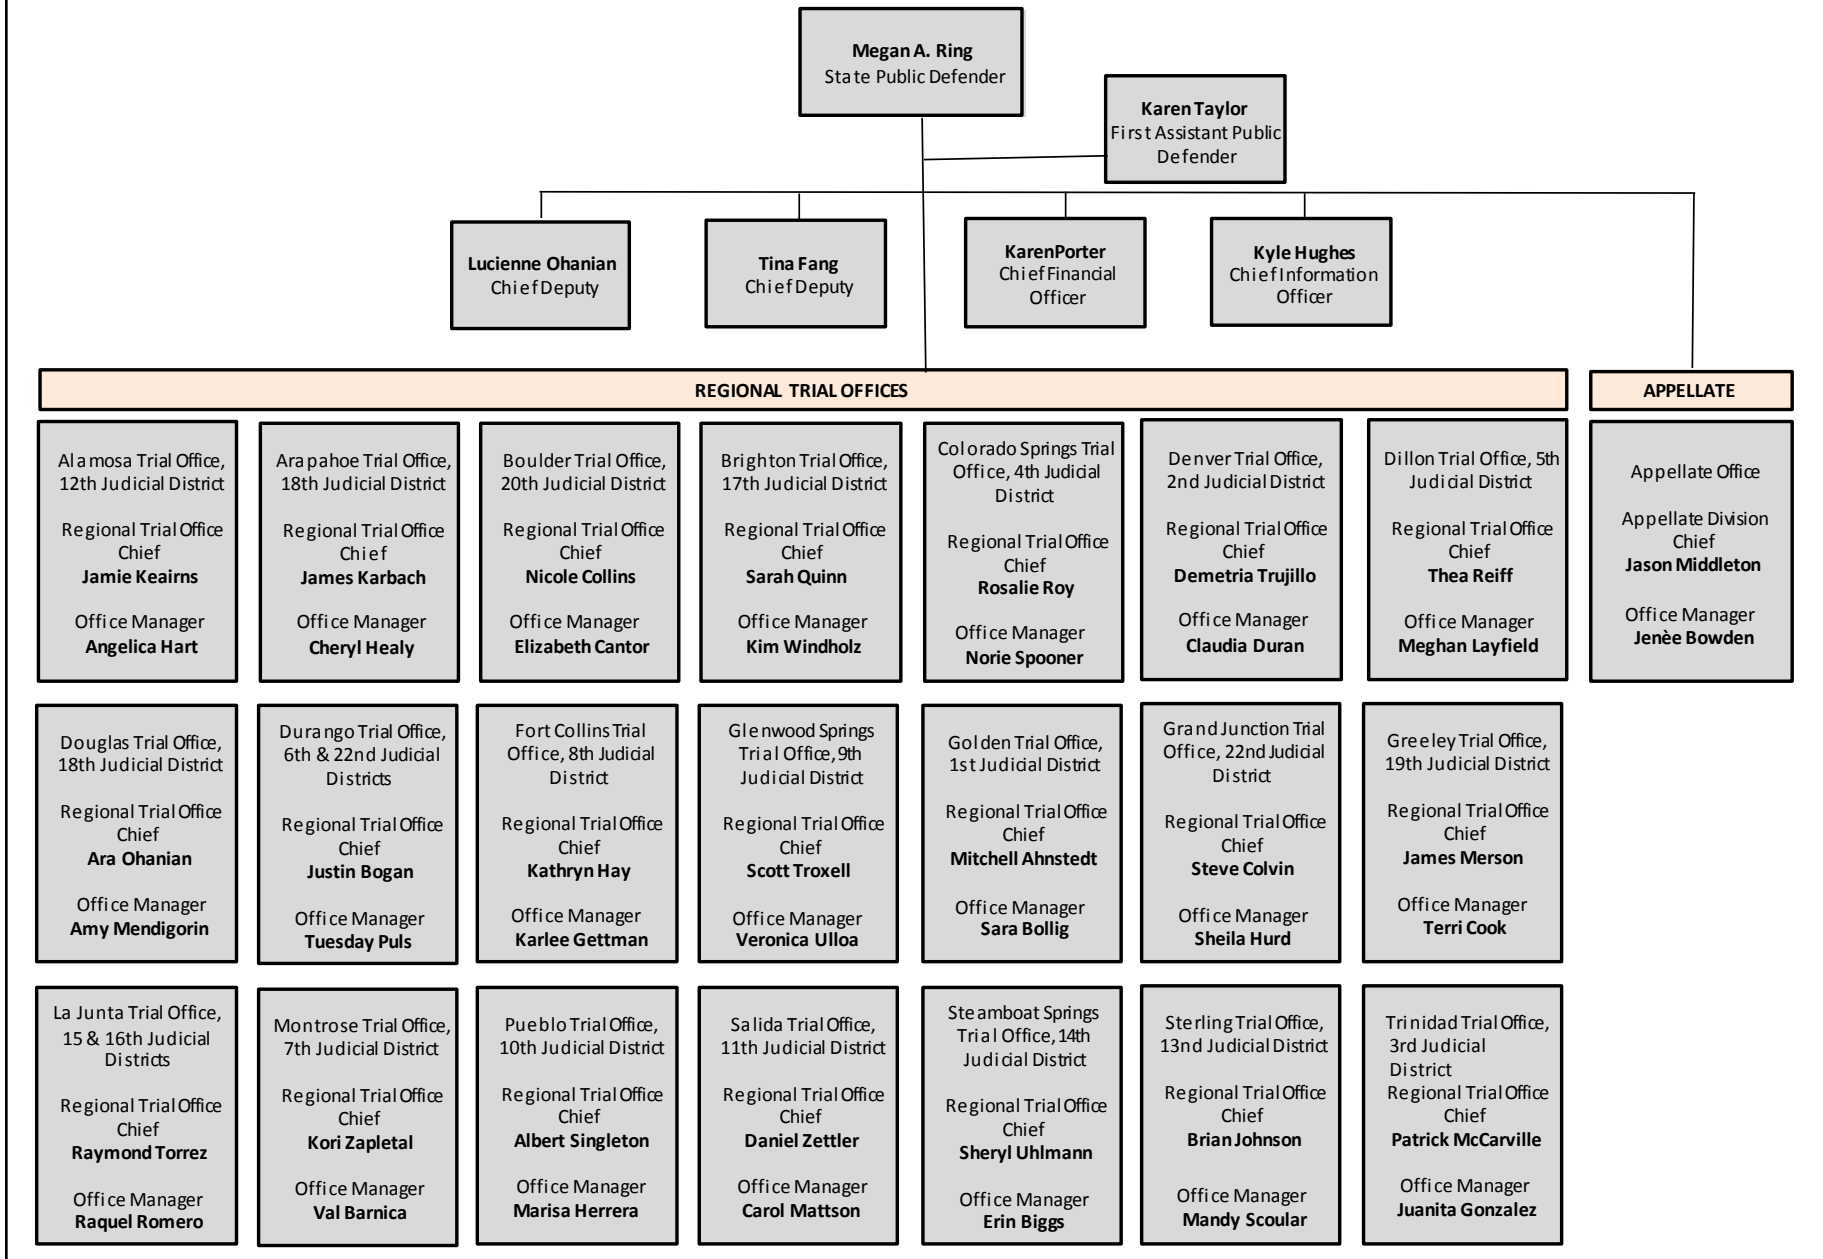 Megan A. Ring
State Public Defender
Karen Taylor
First Assistant Public
Defender
Lucienne Ohanian
Chief Deputy
Tina Fang
Chief Deputy
KarenPorter
Chief Financial
Officer
Kyle Hughes
Chief Information
Officer
REGIONAL TRIAL OFFICES
APPELLATE
Alamosa Trial Office,
12th Judicial District
Regional Trial Office
Chief
Jamie Keairns
Office Manager
Angelica Hart
Arapahoe Trial Office,
18th Judicial District
Regional Trial Office
Chief
James Karbach
Office Manager
Cheryl Healy
Boulder Trial Office,
20th Judicial District
Regional Trial Office
Chief
Nicole Collins
Office Manager
Elizabeth Cantor
Brighton Trial Office,
17th Judicial District
Regional Trial Office
Chief
Sarah Quinn
Office Manager
Kim Windholz
Colorado Springs Trial
Office, 4th Judicial
District
Regional Trial Office
Chief
Rosalie Roy
Office Manager
Norie Spooner
Denver Trial Office,
2nd Judicial District
Regional Trial Office
Chief
Demetria Trujillo
Office Manager
Claudia Duran
Dillon Trial Office, 5th
Judicial District
Regional Trial Office
Chief
Thea Reiff
Office Manager
Meghan Layfield
Appellate Office
Appellate Division
Chief
Jason Middleton
Office Manager
Jenèe Bowden
Douglas Trial Office,
18th Judicial District
Regional Trial Office
Chief
Ara Ohanian
Office Manager
Amy Mendigorin
Durango Trial Office,
6th & 22nd Judicial
Districts
Regional Trial Office
Chief
Justin Bogan
Office Manager
Tuesday Puls
Fort Collins Trial
Office, 8th Judicial
District
Regional Trial Office
Chief
Kathryn Hay
Office Manager
Karlee Gettman
Glenwood Springs
Trial Office, 9th
Judicial District
Regional Trial Office
Chief
Scott Troxell
Office Manager
Veronica Ulloa
Golden Trial Office,
1st Judicial District
Regional Trial Office
Chief
Mitchell Ahnstedt
Office Manager
Sara Bollig
Grand Junction Trial
Office, 22nd Judicial
District
Regional Trial Office
Chief
Steve Colvin
Office Manager
Sheila Hurd
Greeley Trial Office,
19th Judicial District
Regional Trial Office
Chief
James Merson
Office Manager
Terri Cook
La Junta Trial Office,
15 & 16th Judicial
Districts
Regional Trial Office
Chief
Raymond Torrez
Office Manager
Raquel Romero
Montrose Trial Office,
7th Judicial District
Regional Trial Office
Chief
Kori Zapletal
Office Manager
Val Barnica
Pueblo Trial Office,
10th Judicial District
Regional Trial Office
Chief
Albert Singleton
Office Manager
Marisa Herrera
Salida Trial Office,
11th Judicial District
Regional Trial Office
Chief
Daniel Zettler
Office Manager
Carol Mattson
Steamboat Springs
Trial Office, 14th
Judicial District
Regional Trial Office
Chief
Sheryl Uhlmann
Office Manager
Erin Biggs
Sterling Trial Office,
13nd Judicial District
Regional Trial Office
Chief
Brian Johnson
Office Manager
Mandy Scoular
Trinidad Trial Office,
3rd Judicial
District
Regional Trial Office
Chief
Patrick McCarville
Office Manager
Juanita Gonzalez